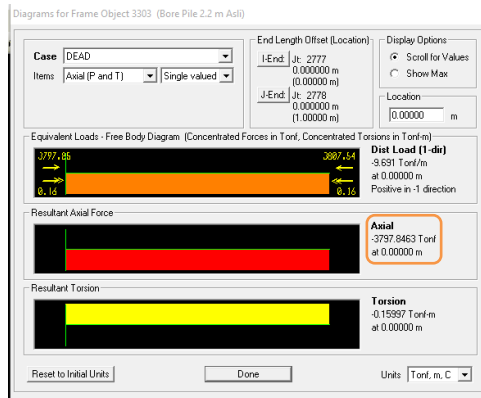 Diagrams for Frame Object 3303 (Bore Pile 2.2 m Asli)
Case DEAD
Items Axial (P and T) Single valued
End Length Offset (Location)
I-End: Jt: 2777
0.000000 m
(0.00000 m)
J-End: Jt: 2778
0.000000 m
(1.00000 m)
Display Options
Scroll for Values
Show Max
Location
0.00000 m
Equivalent Loads - Free Body Diagram (Concentrated Forces in Tonf, Concentrated Torsions in Tonf-m)
3797.85 3807.54
0.16 0.16
Dist Load (1-dir)
-9.691 Tonf/m
at 0.00000 m
Positive in -1 direction
Resultant Axial Force
Axial
-3797.8463 Tonf
at 0.00000 m
Resultant Torsion
Torsion
-0.15997 Tonf-m
at 0.00000 m
Reset to Initial Units Done Units Tonf, m, C